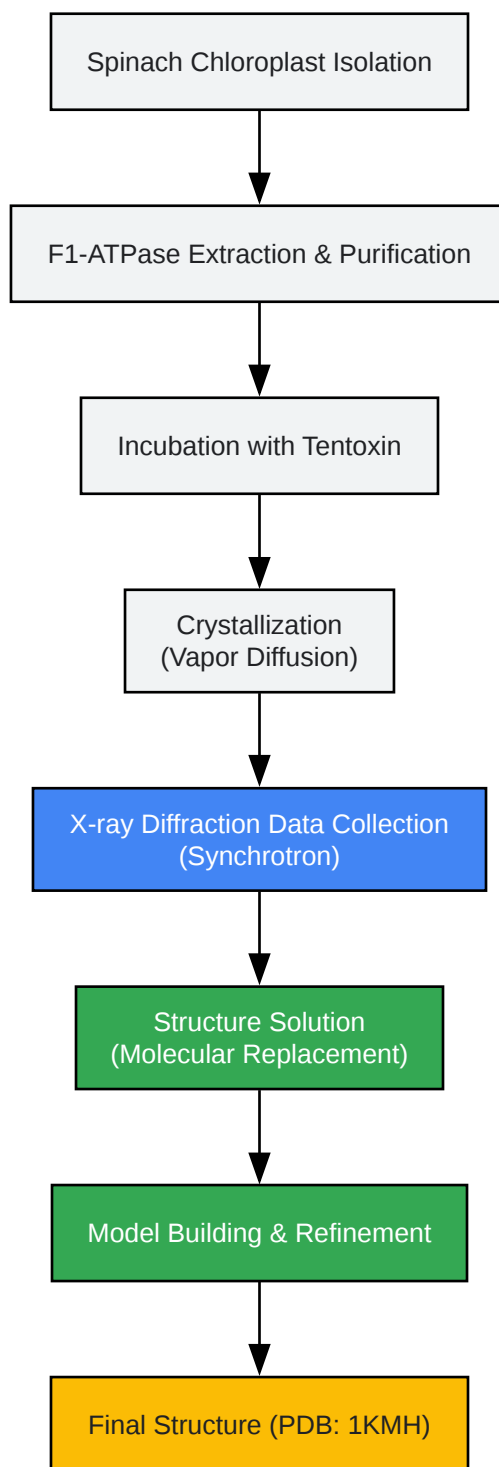 Spinach Chloroplast Isolation
F1-ATPase Extraction & Purification
Incubation with Tentoxin
Crystallization
(Vapor Diffusion)
X-ray Diffraction Data Collection
(Synchrotron)
Structure Solution
(Molecular Replacement)
Model Building & Refinement
Final Structure (PDB: 1KMH)